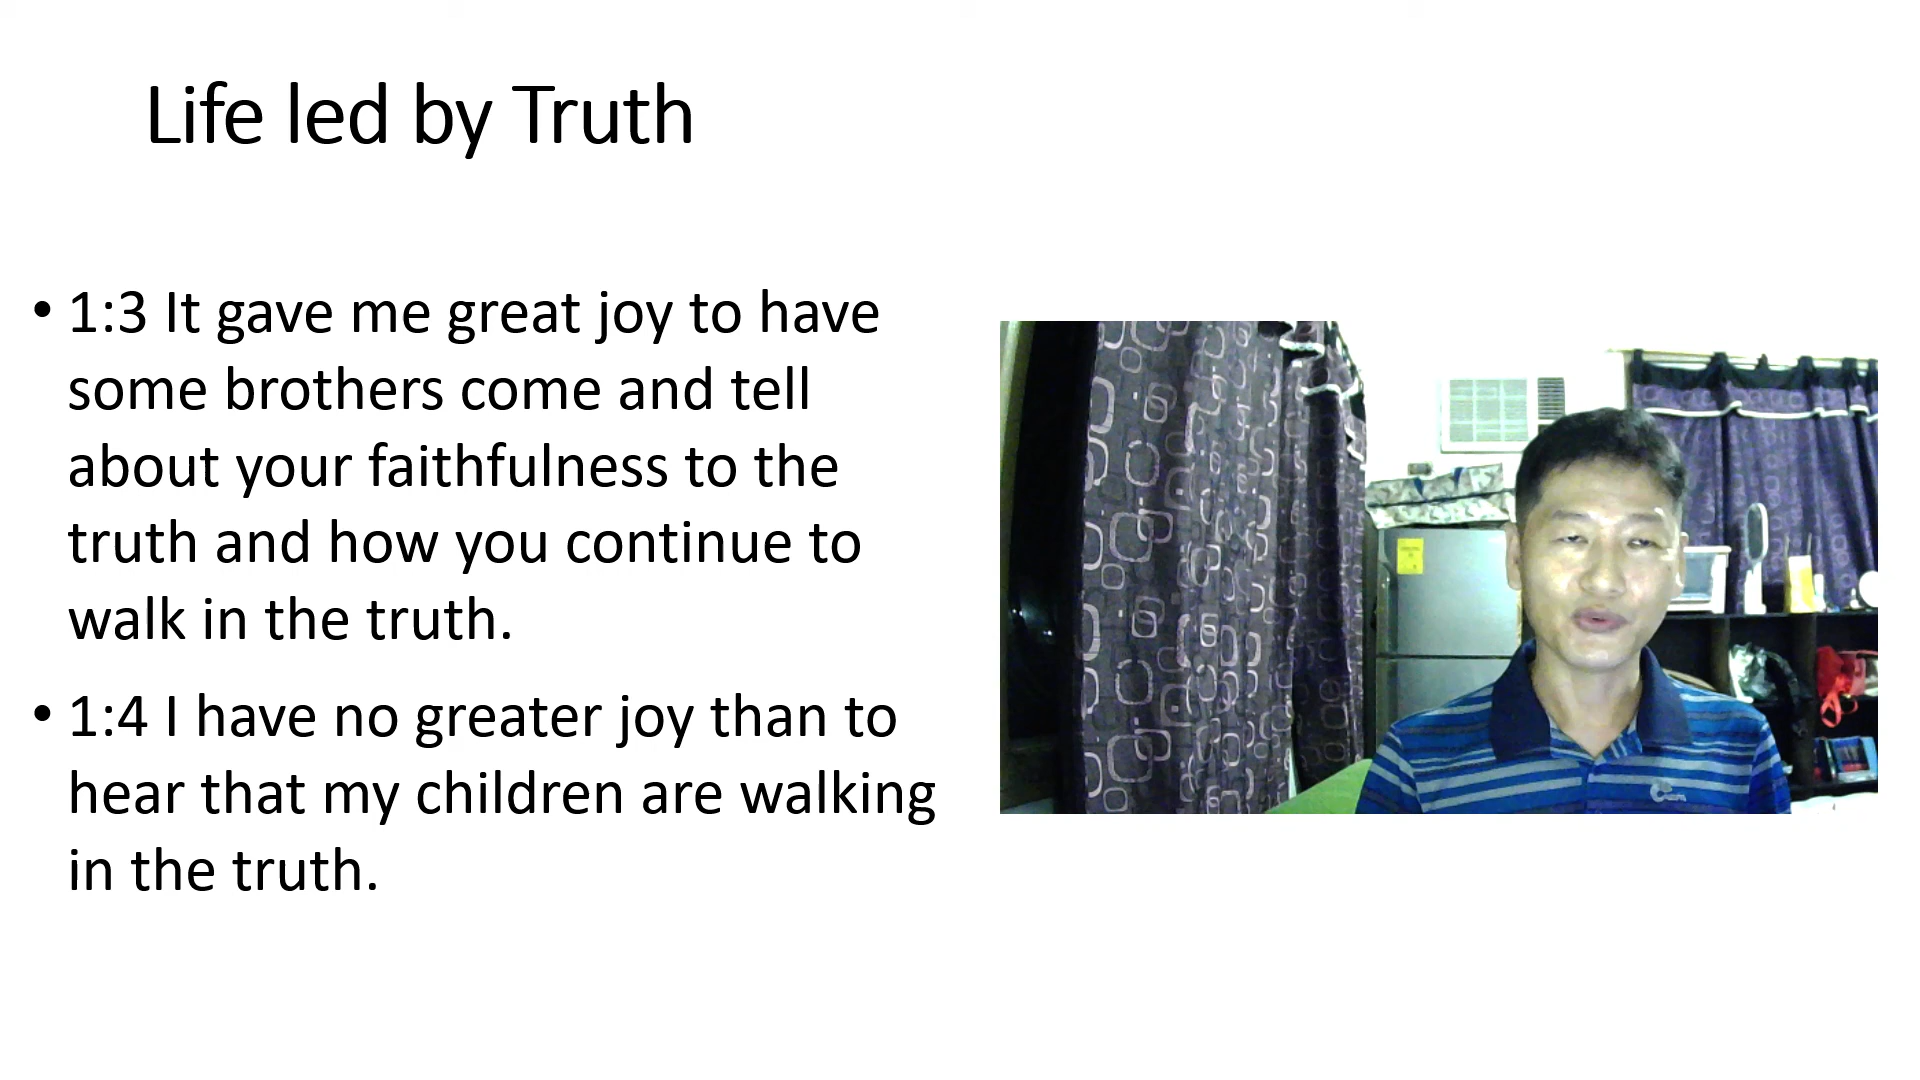 Life led by Truth
• 1:3 It gave me great joy to have
some brothers come and tell
about your faithfulness to the
truth and how you continue to
walk in the truth.
• 1:4 I have no greater joy than to
hear that my children are walking
in the truth.